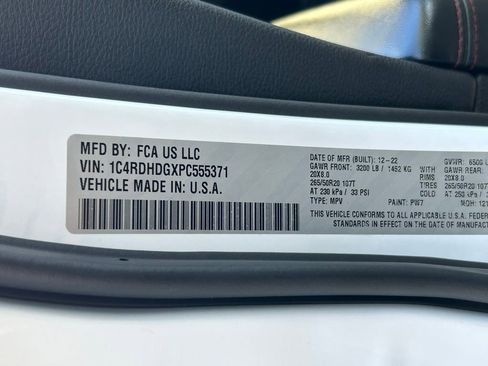 MFD BY: FCA US LLC
VIN: 1C4RDHDGXPC555371
VEHICLE MADE IN U.S.A.
DATE OF MFR (BUILT): 12-22 GVWR: 6500
GAWR FRONT: 3200 LB / 1452 KG WITH GAWR REAR:
20X8.0 RIMS 20X8.0
265/50R20 107T TIRES 265/50R20 107
AT 230 kPa / 33 PSI AT 250 kPa /
TYPE: MPV PAINT: PW7 MDH: 121
THIS VEHICLE CONFORMS TO ALL APPLICABLE U.S.A. FEDER
STANDARDS IN EFFECT ON THE DATE OF MANUFACT